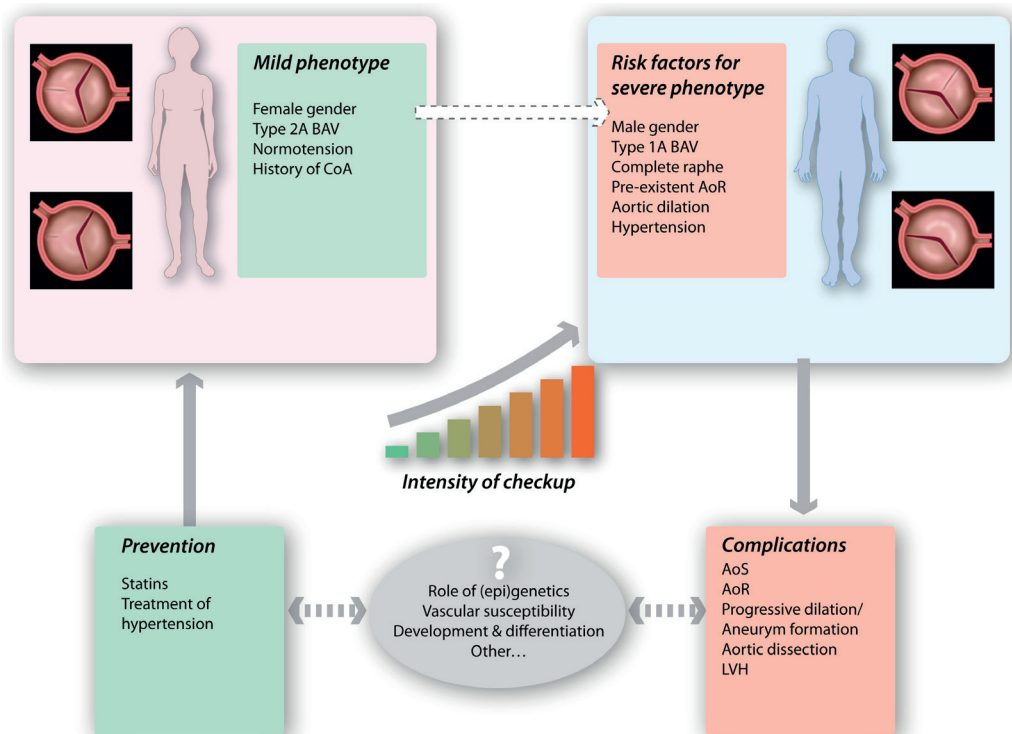 Mild phenotype
Female gender
Type 2A BAV
Normotension
History of CoA
Risk factors for
severe phenotype
Male gender
Type 1A BAV
Complete raphe
Pre-existent AoR
Aortic dilation
Hypertension
Intensity of checkup
Prevention
Statins
Treatment of
hypertension
?
Role of (epi)genetics
Vascular susceptibility
Development & differentiation
Other…
Complications
AoS
AoR
Progressive dilation/
Aneurym formation
Aortic dissection
LVH